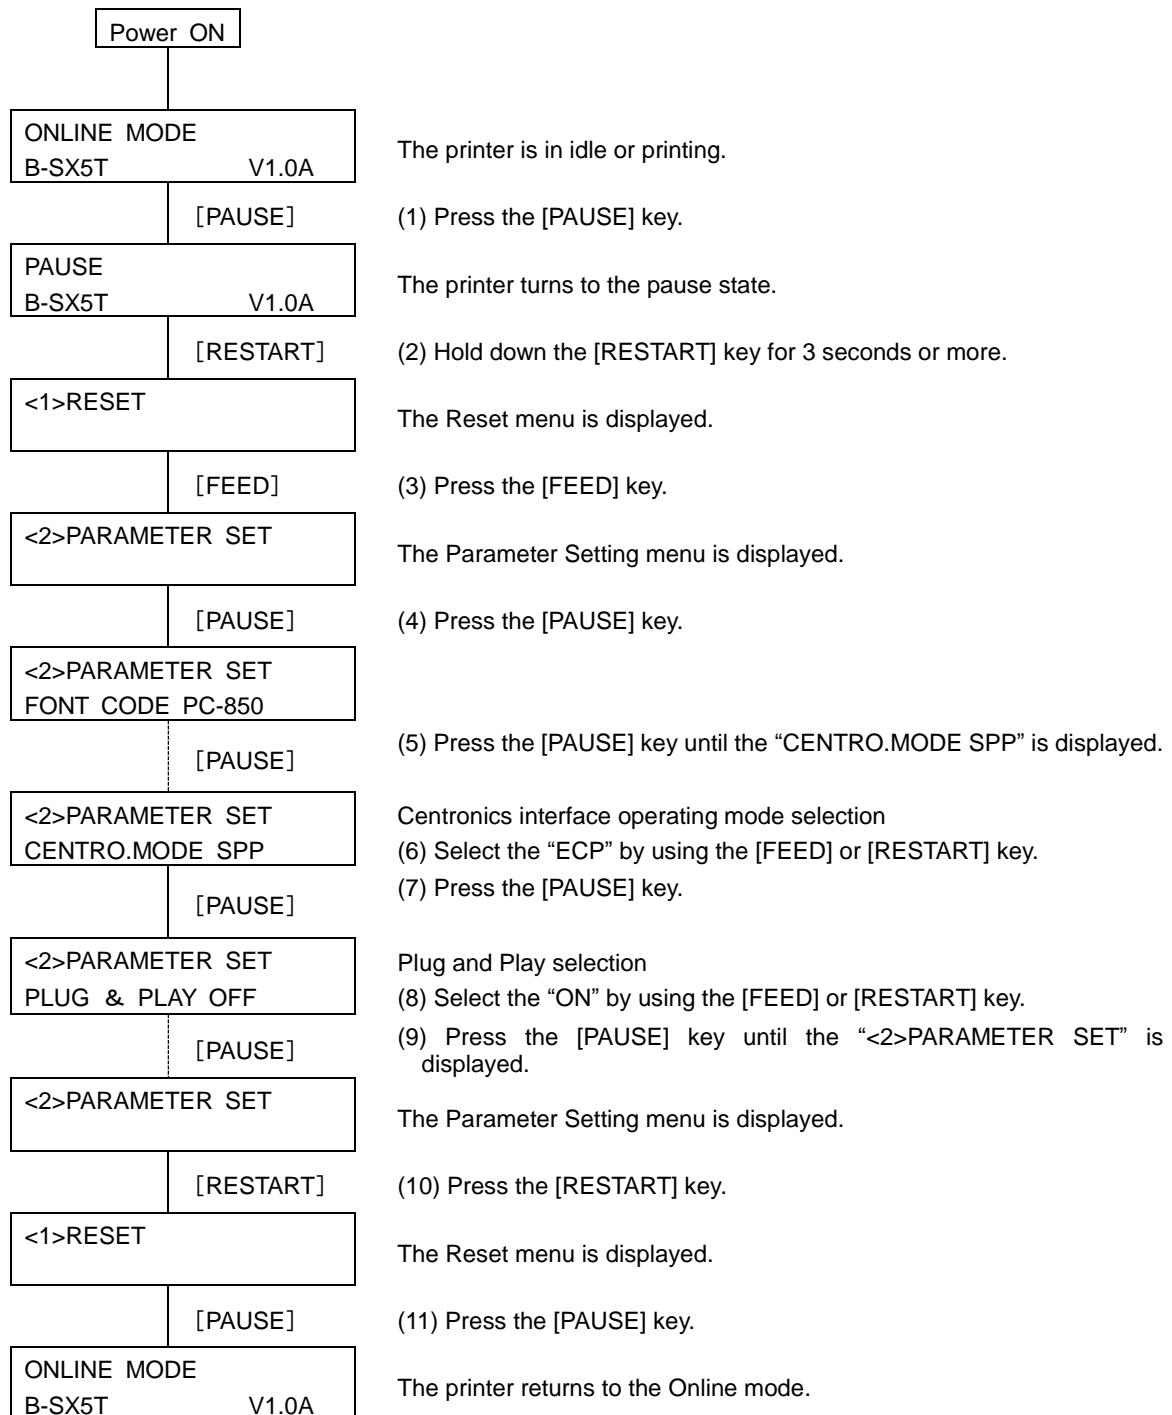 Power ON
ONLINE MODE
B-SX5T V1.0A
The printer is in idle or printing.
[PAUSE]
(1) Press the [PAUSE] key.
PAUSE
B-SX5T V1.0A
The printer turns to the pause state.
[RESTART]
(2) Hold down the [RESTART] key for 3 seconds or more.
<1>RESET
The Reset menu is displayed.
[FEED]
(3) Press the [FEED] key.
<2>PARAMETER SET
The Parameter Setting menu is displayed.
[PAUSE]
(4) Press the [PAUSE] key.
<2>PARAMETER SET
FONT CODE PC-850
[PAUSE]
(5) Press the [PAUSE] key until the “CENTRO.MODE SPP” is displayed.
<2>PARAMETER SET
CENTRO.MODE SPP
Centronics interface operating mode selection
(6) Select the “ECP” by using the [FEED] or [RESTART] key.
(7) Press the [PAUSE] key.
[PAUSE]
<2>PARAMETER SET
PLUG & PLAY OFF
Plug and Play selection
(8) Select the “ON” by using the [FEED] or [RESTART] key.
(9) Press the [PAUSE] key until the “<2>PARAMETER SET” is
displayed.
[PAUSE]
<2>PARAMETER SET
The Parameter Setting menu is displayed.
[RESTART]
(10) Press the [RESTART] key.
<1>RESET
The Reset menu is displayed.
[PAUSE]
(11) Press the [PAUSE] key.
ONLINE MODE
B-SX5T V1.0A
The printer returns to the Online mode.